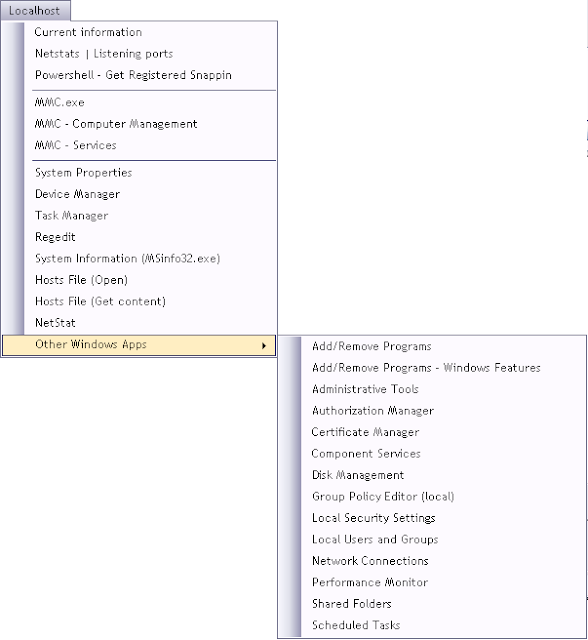 Localhost
Current information
Netstats | Listening ports
Powershell - Get Registered Snappin
MMC.exe
MMC - Computer Management
MMC - Services
System Properties
Device Manager
Task Manager
Regedit
System Information (MSinfo32.exe)
Hosts File (Open)
Hosts File (Get content)
NetStat
Other Windows Apps
Add/Remove Programs
Add/Remove Programs - Windows Features
Administrative Tools
Authorization Manager
Certificate Manager
Component Services
Disk Management
Group Policy Editor (local)
Local Security Settings
Local Users and Groups
Network Connections
Performance Monitor
Shared Folders
Scheduled Tasks